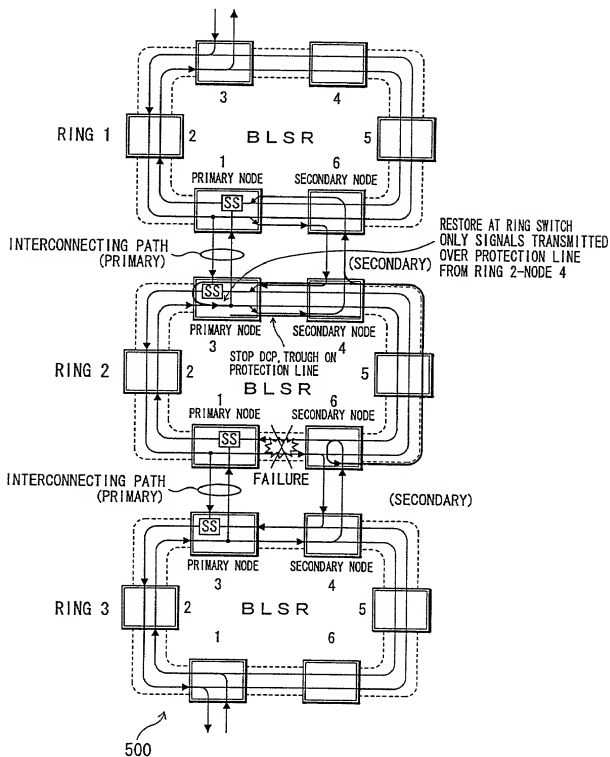 3
4
RING 1
2
BLSR
5
1
PRIMARY NODE
6
SECONDARY NODE
SS
INTERCONNECTING PATH
(PRIMARY)
(SECONDARY)
RESTORE AT RING SWITCH
ONLY SIGNALS TRANSMITTED
OVER PROTECTION LINE
FROM RING 2-NODE 4
SS
PRIMARY NODE
3
SECONDARY NODE
4
STOP DCP, TROUGH ON
PROTECTION LINE
RING 2
2
BLSR
5
1
PRIMARY NODE
6
SECONDARY NODE
SS
FAILURE
INTERCONNECTING PATH
(PRIMARY)
(SECONDARY)
SS
PRIMARY NODE
3
SECONDARY NODE
4
RING 3
2
BLSR
5
1
6
500